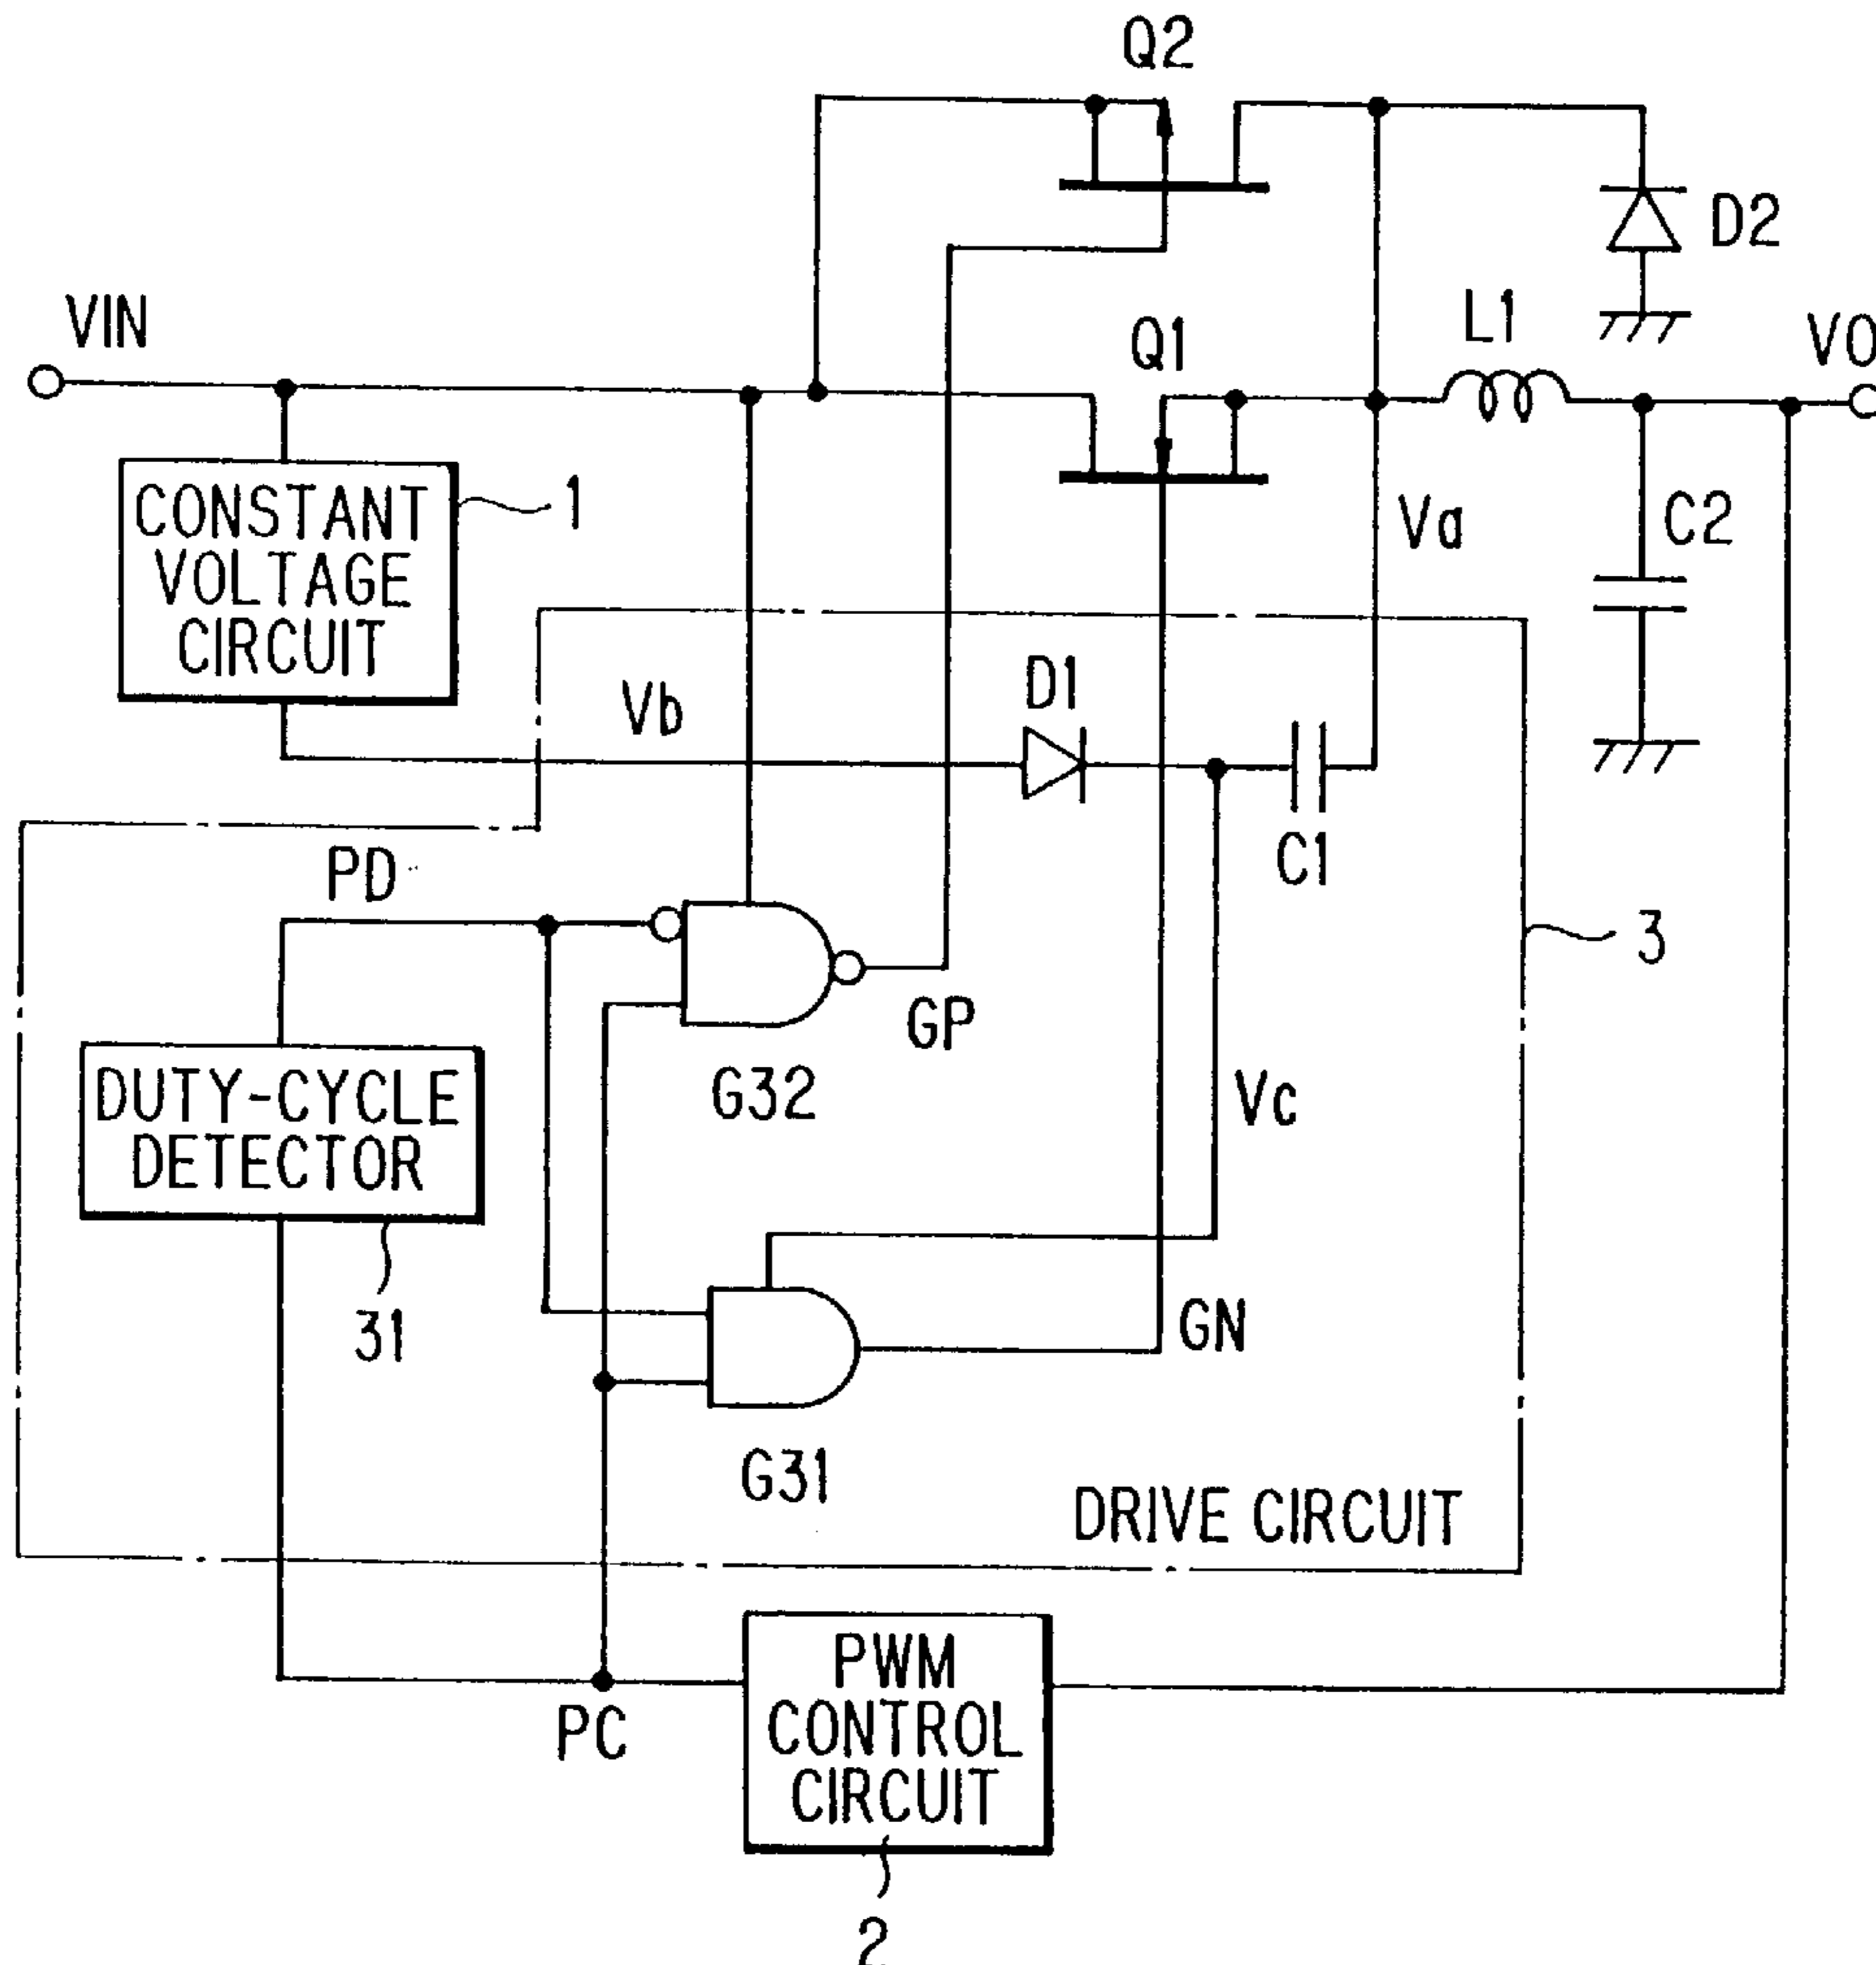 Q2
D2
VIN
Q1
L1
VO
CONSTANT
VOLTAGE
CIRCUIT
1
Va
C2
Vb
D1
C1
PD
3
GP
G32
Vc
DUTY-CYCLE
DETECTOR
31
GN
G31
DRIVE CIRCUIT
PWM
CONTROL
CIRCUIT
PC
2